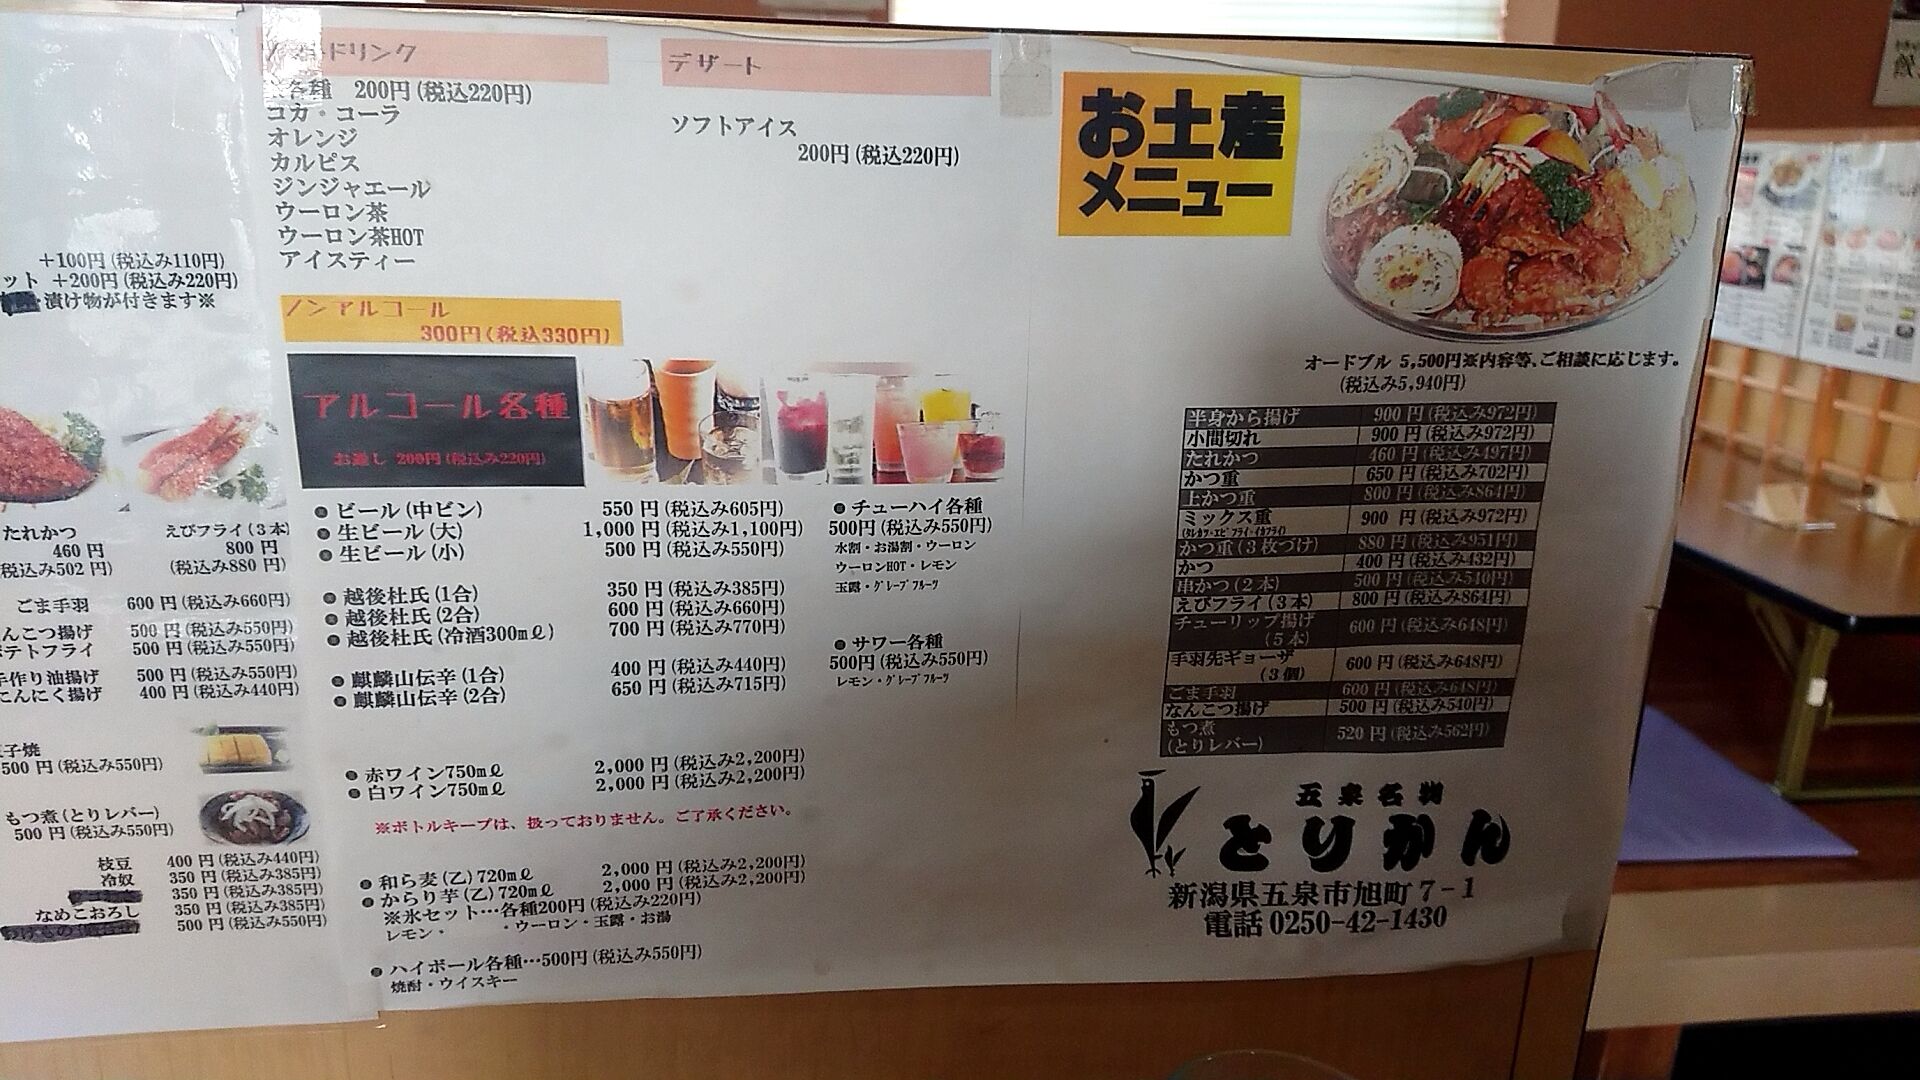 +100円(税込み110円)
ット +200円(税込み220円)
漬け物が付きます※
たれかつ
460円
税込み502円)
えびフライ(3本)
800円
(税込み880円)
ごま手羽 600円(税込み660円)
んこつ揚げ 500円(税込み550円)
ポテトフライ 500円(税込み550円)
手作り油揚げ 500円(税込み550円)
にんにく揚げ 400円(税込み440円)
子焼
500円(税込み550円)
もつ煮(とりレバー)
500円(税込み550円)
枝豆 400円(税込み440円)
冷奴 350円(税込み385円)
350円(税込み385円)
なめこおろし 350円(税込み385円)
500円(税込み550円)
ドリンク
各種 200円(税込220円)
コカ・コーラ
オレンジ
カルピス
ジンジャエール
ウーロン茶
ウーロン茶HOT
アイスティー
ノンアルコール
300円(税込330円)
アルコール各種
お通し 200円(税込み220円)
●ビール(中ビン) 550円(税込み605円)
●生ビール(大) 1,000円(税込み1,100円)
●生ビール(小) 500円(税込み550円)
●越後杜氏(1合) 350円(税込み385円)
●越後杜氏(2合) 600円(税込み660円)
●越後杜氏(冷酒300mℓ) 700円(税込み770円)
●麒麟山伝辛(1合) 400円(税込み440円)
●麒麟山伝辛(2合) 650円(税込み715円)
●赤ワイン750mℓ 2,000円(税込み2,200円)
●白ワイン750mℓ 2,000円(税込み2,200円)
※ボトルキープは、扱っておりません。ご了承ください。
●和ら麦(乙)720mℓ 2,000円(税込み2,200円)
●からり芋(乙)720mℓ 2,000円(税込み2,200円)
※氷セット…各種200円(税込み220円)
レモン・ ・ウーロン・玉露・お湯
●ハイボール各種…500円(税込み550円)
焼酎・ウイスキー
デザート
ソフトアイス
200円(税込220円)
●チューハイ各種
500円(税込み550円)
水割・お湯割・ウーロン
ウーロンHOT・レモン
玉露・グレープフルーツ
●サワー各種
500円(税込み550円)
レモン・グレープフルーツ
お土産
メニュー
オードブル 5,500円※内容等、ご相談に応じます。
(税込み5,940円)
半身から揚げ 900円(税込み972円)
小間切れ 900円(税込み972円)
たれかつ 460円(税込み497円)
かつ重 650円(税込み702円)
上かつ重 800円(税込み864円)
ミックス重 900円(税込み972円)
(タレカツ・エビフライ・イカフライ)
かつ重(3枚づけ) 880円(税込み951円)
かつ 400円(税込み432円)
串かつ(2本) 500円(税込み540円)
えびフライ(3本) 800円(税込み864円)
チューリップ揚げ 600円(税込み648円)
(5本)
手羽先ギョーザ 600円(税込み648円)
(3個)
ごま手羽 600円(税込み648円)
なんこつ揚げ 500円(税込み540円)
もつ煮 520円(税込み562円)
(とりレバー)
五泉名物
とりかん
新潟県五泉市旭町7-1
電話0250-42-1430